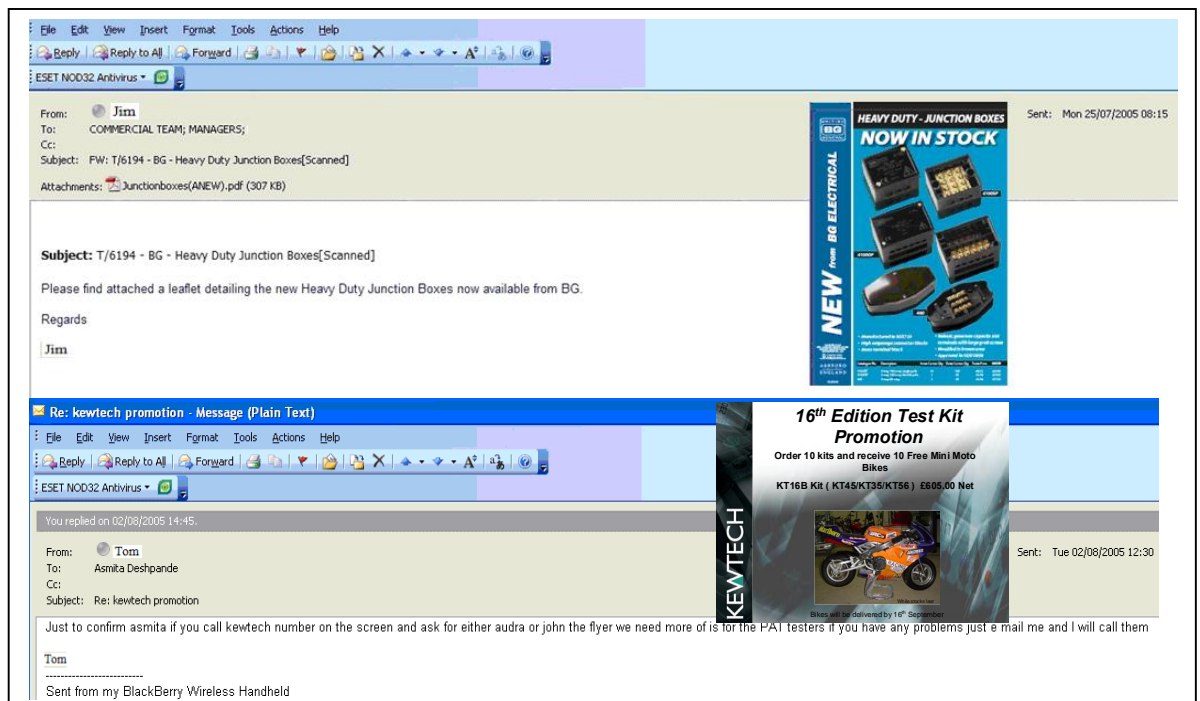 File Edit View Insert Format Tools Actions Help
Reply Reply to All Forward
ESET NOD32 Antivirus
From: Jim
Sent: Mon 25/07/2005 08:15
To: COMMERCIAL TEAM; MANAGERS;
Cc:
Subject: FW: T/6194 - BG - Heavy Duty Junction Boxes[Scanned]
Attachments: Junctionboxes(ANEW).pdf (307 KB)
Subject: T/6194 - BG - Heavy Duty Junction Boxes[Scanned]
Please find attached a leaflet detailing the new Heavy Duty Junction Boxes now available from BG.
Regards
Jim
BG
NEW from BG ELECTRICAL
HEAVY DUTY - JUNCTION BOXES
NOW IN STOCK
Re: kewtech promotion - Message (Plain Text)
File Edit View Insert Format Tools Actions Help
Reply Reply to All Forward
ESET NOD32 Antivirus
You replied on 02/08/2005 14:45.
From: Tom
Sent: Tue 02/08/2005 12:30
To: Asmita Deshpande
Cc:
Subject: Re: kewtech promotion
KEWTECH
16th Edition Test Kit
Promotion
Order 10 kits and receive 10 Free Mini Moto
Bikes
KT16B Kit ( KT45/KT35/KT56 ) £605.00 Net
While stocks last
Bikes will be delivered by 16th September
Just to confirm asmita if you call kewtech number on the screen and ask for either audra or john the flyer we need more of is for the PAT testers if you have any problems just e mail me and I will call them
Tom
-------------------------
Sent from my BlackBerry Wireless Handheld